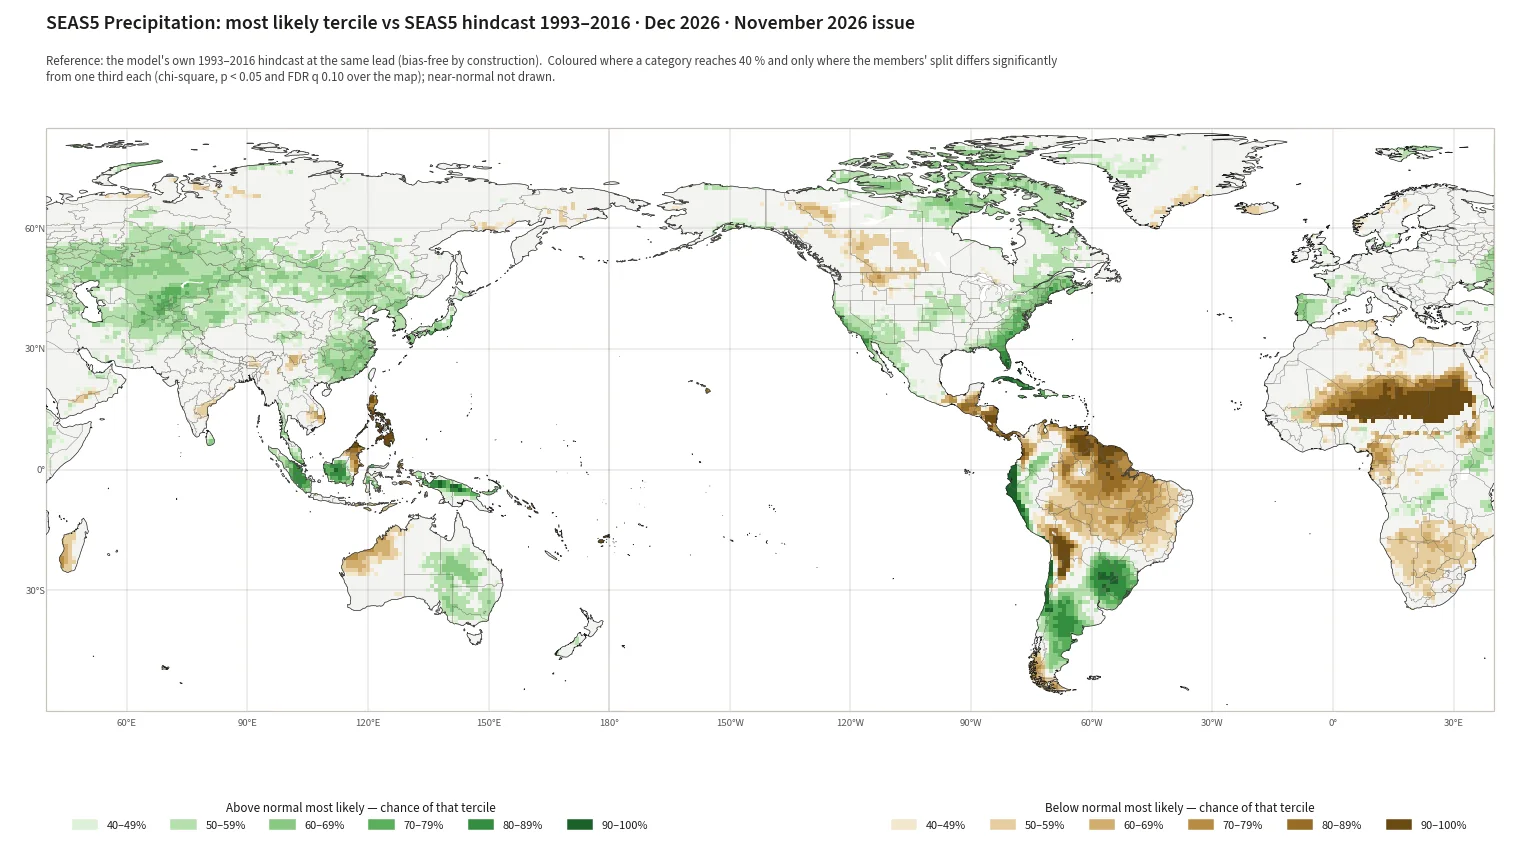 SEAS5 Precipitation: most likely tercile vs SEAS5 hindcast 1993–2016 · Dec 2026 · November 2026 issue
Reference: the model's own 1993–2016 hindcast at the same lead (bias-free by construction).  Coloured where a category reaches 40 % and only where the members' split differs significantly
from one third each (chi-square, p < 0.05 and FDR q 0.10 over the map); near-normal not drawn.
60°N
30°N
0°
30°S
60°E 90°E 120°E 150°E 180° 150°W 120°W 90°W 60°W 30°W 0° 30°E
Above normal most likely — chance of that tercile
40–49% 50–59% 60–69% 70–79% 80–89% 90–100%
Below normal most likely — chance of that tercile
40–49% 50–59% 60–69% 70–79% 80–89% 90–100%